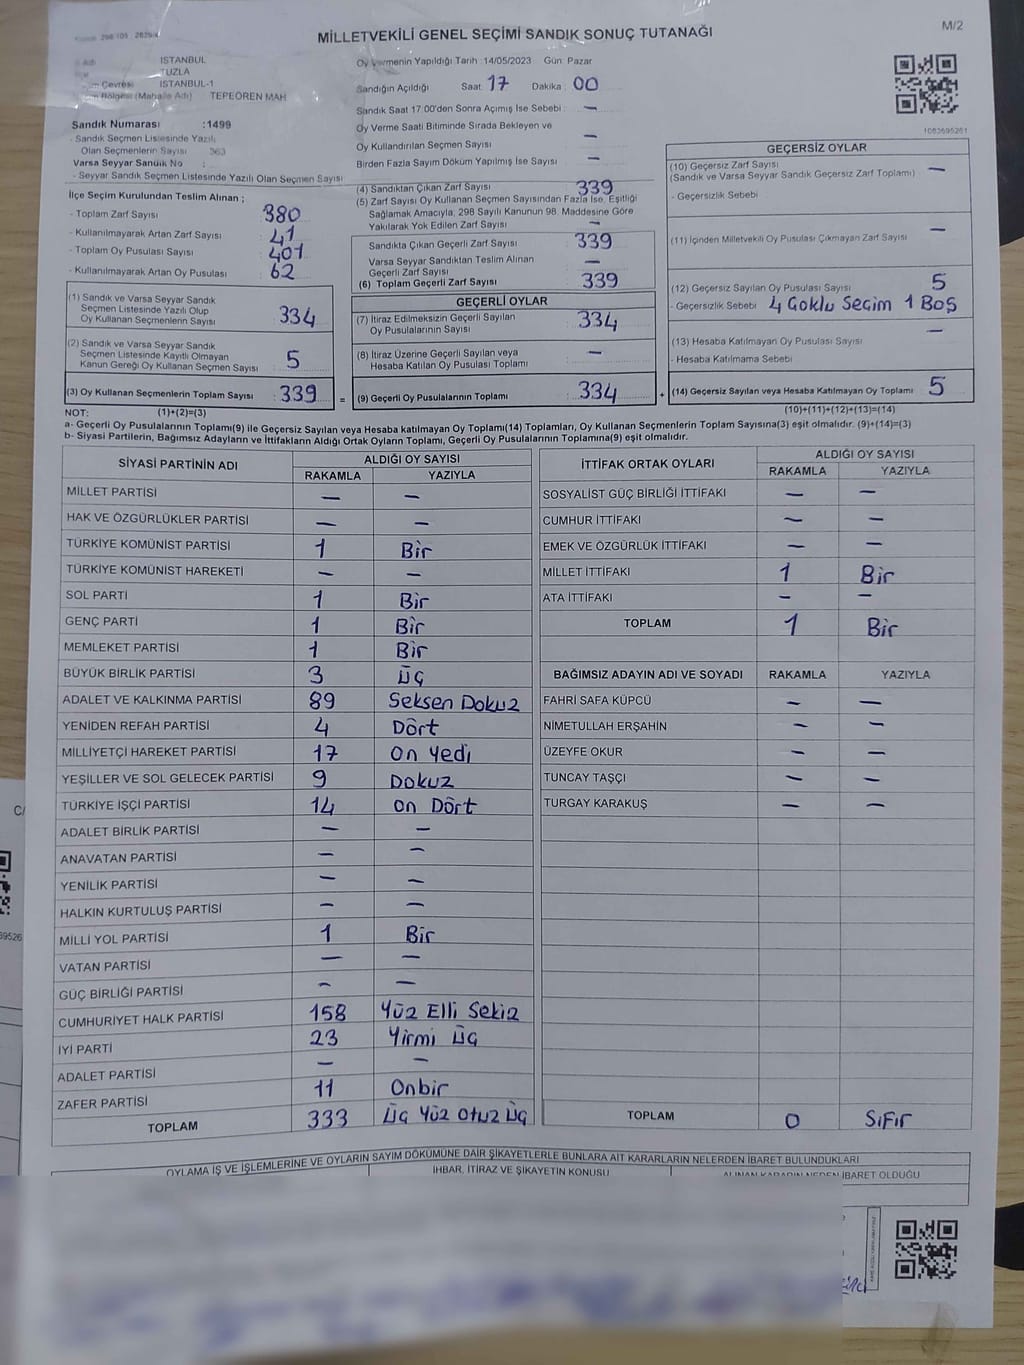 MİLLETVEKİLİ GENEL SEÇİMİ SANDIK SONUÇ TUTANAĞI
M/2
İSTANBUL
TUZLA
Çevresi İSTANBUL-1
(Mahalle Adı) TEPEÖREN MAH
Sandık Numarası :1499
- Sandık Seçmen Listesinde Yazılı
Olan Seçmenlerin Sayısı 363
Varsa Seyyar Sandık No :
- Seyyar Sandık Seçmen Listesinde Yazılı Olan Seçmen Sayısı
Oy Vermenin Yapıldığı Tarih :14/05/2023 Gün: Pazar
Sandığın Açıldığı Saat : 17 Dakika : 00
Sandık Saat 17:00'den Sonra Açımış İse Sebebi : —
Oy Verme Saati Bitiminde Sırada Bekleyen ve
Oy Kullandırılan Seçmen Sayısı : —
Birden Fazla Sayım Döküm Yapılmış İse Sayısı : —
1083695261
İlçe Seçim Kurulundan Teslim Alınan ;
- Toplam Zarf Sayısı : 380
- Kullanılmayarak Artan Zarf Sayısı : 41
- Toplam Oy Pusulası Sayısı : 401
- Kullanılmayarak Artan Oy Pusulası : 62
(1) Sandık ve Varsa Seyyar Sandık
Seçmen Listesinde Yazılı Olup
Oy Kullanan Seçmenlerin Sayısı : 334
(2) Sandık ve Varsa Seyyar Sandık
Seçmen Listesinde Kayıtlı Olmayan
Kanun Gereği Oy Kullanan Seçmen Sayısı : 5
(3) Oy Kullanan Seçmenlerin Toplam Sayısı : 339 =
(4) Sandıktan Çıkan Zarf Sayısı : 339
(5) Zarf Sayısı Oy Kullanan Seçmen Sayısından Fazla İse, Eşitliği
Sağlamak Amacıyla, 298 Sayılı Kanunun 98. Maddesine Göre
Yakılarak Yok Edilen Zarf Sayısı : —
Sandıkta Çıkan Geçerli Zarf Sayısı : 339
Varsa Seyyar Sandıktan Teslim Alınan
Geçerli Zarf Sayısı : —
(6) Toplam Geçerli Zarf Sayısı : 339
GEÇERLİ OYLAR
(7) İtiraz Edilmeksizin Geçerli Sayılan
Oy Pusulalarının Sayısı : 334
(8) İtiraz Üzerine Geçerli Sayılan veya
Hesaba Katılan Oy Pusulası Toplamı : —
(9) Geçerli Oy Pusulalarının Toplamı : 334 +
GEÇERSİZ OYLAR
(10) Geçersiz Zarf Sayısı
(Sandık ve Varsa Seyyar Sandık Geçersiz Zarf Toplamı) : —
- Geçersizlik Sebebi :
(11) İçinden Milletvekili Oy Pusulası Çıkmayan Zarf Sayısı : —
(12) Geçersiz Sayılan Oy Pusulası Sayısı : 5
- Geçersizlik Sebebi : 4 Çoklu Seçim 1 Boş
(13) Hesaba Katılmayan Oy Pusulası Sayısı : —
- Hesaba Katılmama Sebebi :
(14) Geçersiz Sayılan veya Hesaba Katılmayan Oy Toplamı : 5
NOT: (1)+(2)=(3) (10)+(11)+(12)+(13)=(14)
a- Geçerli Oy Pusulalarının Toplamı(9) ile Geçersiz Sayılan veya Hesaba katılmayan Oy Toplamı(14) Toplamları, Oy Kullanan Seçmenlerin Toplam Sayısına(3) eşit olmalıdır. (9)+(14)=(3)
b- Siyasi Partilerin, Bağımsız Adayların ve İttifakların Aldığı Ortak Oyların Toplamı, Geçerli Oy Pusulalarının Toplamına(9) eşit olmalıdır.
SİYASİ PARTİNİN ADI ALDIĞI OY SAYISI
RAKAMLA YAZIYLA
MİLLET PARTİSİ — —
HAK VE ÖZGÜRLÜKLER PARTİSİ — —
TÜRKİYE KOMÜNİST PARTİSİ 1 Bir
TÜRKİYE KOMÜNİST HAREKETİ — —
SOL PARTİ 1 Bir
GENÇ PARTİ 1 Bir
MEMLEKET PARTİSİ 1 Bir
BÜYÜK BİRLİK PARTİSİ 3 Üç
ADALET VE KALKINMA PARTİSİ 89 Seksen Dokuz
YENİDEN REFAH PARTİSİ 4 Dört
MİLLİYETÇİ HAREKET PARTİSİ 17 On Yedi
YEŞİLLER VE SOL GELECEK PARTİSİ 9 Dokuz
TÜRKİYE İŞÇİ PARTİSİ 14 On Dört
ADALET BİRLİK PARTİSİ — —
ANAVATAN PARTİSİ — —
YENİLİK PARTİSİ — —
HALKIN KURTULUŞ PARTİSİ — —
MİLLİ YOL PARTİSİ 1 Bir
VATAN PARTİSİ — —
GÜÇ BİRLİĞİ PARTİSİ — —
CUMHURİYET HALK PARTİSİ 158 Yüz Elli Sekiz
İYİ PARTİ 23 Yirmi Üç
ADALET PARTİSİ — —
ZAFER PARTİSİ 11 Onbir
TOPLAM 333 Üç Yüz Otuz Üç
İTTİFAK ORTAK OYLARI ALDIĞI OY SAYISI
RAKAMLA YAZIYLA
SOSYALİST GÜÇ BİRLİĞİ İTTİFAKI — —
CUMHUR İTTİFAKI — —
EMEK VE ÖZGÜRLÜK İTTİFAKI — —
MİLLET İTTİFAKI 1 Bir
ATA İTTİFAKI — —
TOPLAM 1 Bir
BAĞIMSIZ ADAYIN ADI VE SOYADI RAKAMLA YAZIYLA
FAHRİ SAFA KÜPCÜ — —
NİMETULLAH ERŞAHİN — —
ÜZEYFE OKUR — —
TUNCAY TAŞÇI — —
TURGAY KARAKUŞ — —
TOPLAM 0 Sıfır
OYLAMA İŞ VE İŞLEMLERİNE VE OYLARIN SAYIM DÖKÜMÜNE DAİR ŞİKAYETLERLE BUNLARA AİT KARARLARIN NELERDEN İBARET BULUNDUKLARI
İHBAR, İTİRAZ VE ŞİKAYETİN KONUSU
ALINAN KARARIN NEDEN İBARET OLDUĞU
C/
69526